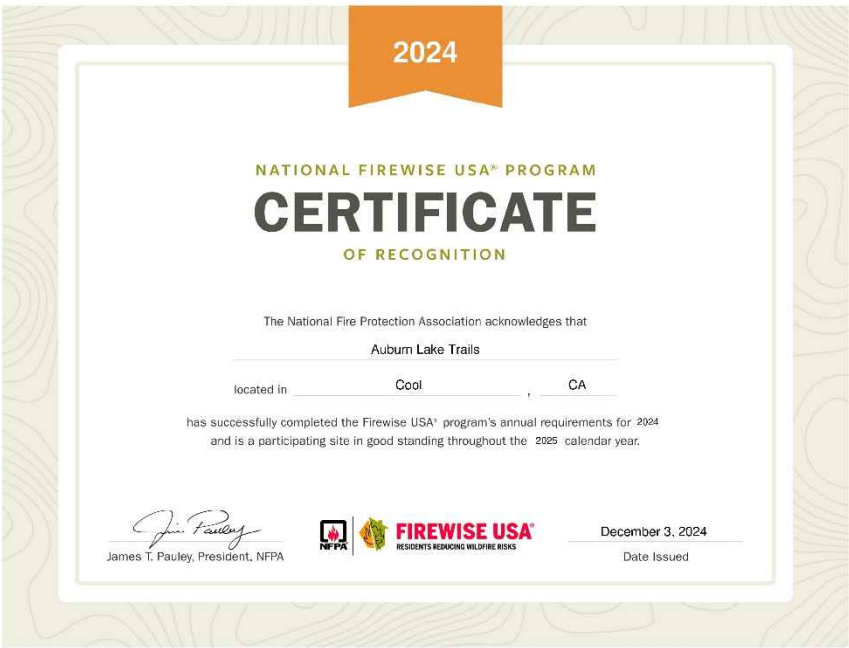 2024
NATIONAL FIREWISE USA® PROGRAM
CERTIFICATE
OF RECOGNITION
The National Fire Protection Association acknowledges that
Auburn Lake Trails
located in Cool , CA
has successfully completed the Firewise USA® program's annual requirements for 2024
and is a participating site in good standing throughout the 2025 calendar year.
Jim Pauley
James T. Pauley, President, NFPA
NFPA®
FIREWISE USA®
RESIDENTS REDUCING WILDFIRE RISKS
December 3, 2024
Date Issued